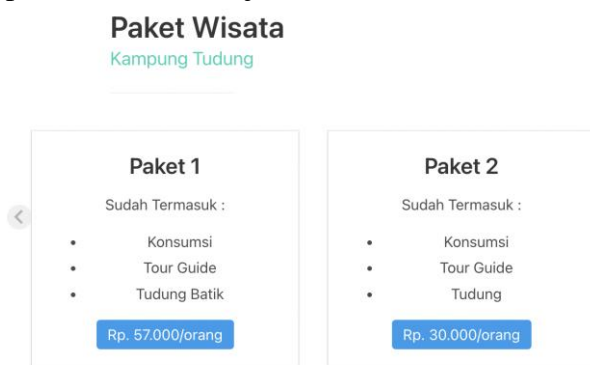 Paket Wisata
Kampung Tudung
Paket 1
Sudah Termasuk :
• Konsumsi
• Tour Guide
• Tudung Batik
Rp. 57.000/orang
Paket 2
Sudah Termasuk :
• Konsumsi
• Tour Guide
• Tudung
Rp. 30.000/orang